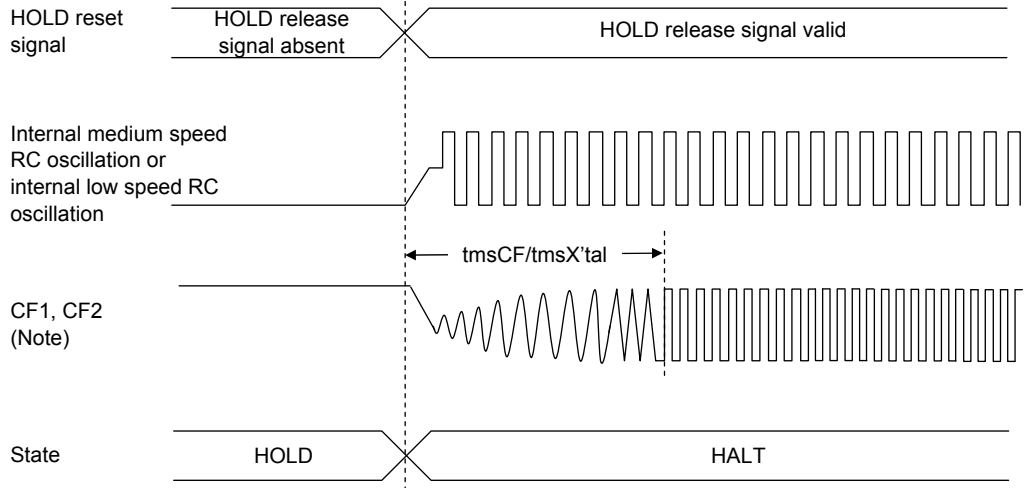 HOLD reset
signal
HOLD release
signal absent
HOLD release signal valid
Internal medium speed
RC oscillation or
internal low speed RC
oscillation
tmsCF/tmsX’tal
CF1, CF2
(Note)
State
HOLD
HALT